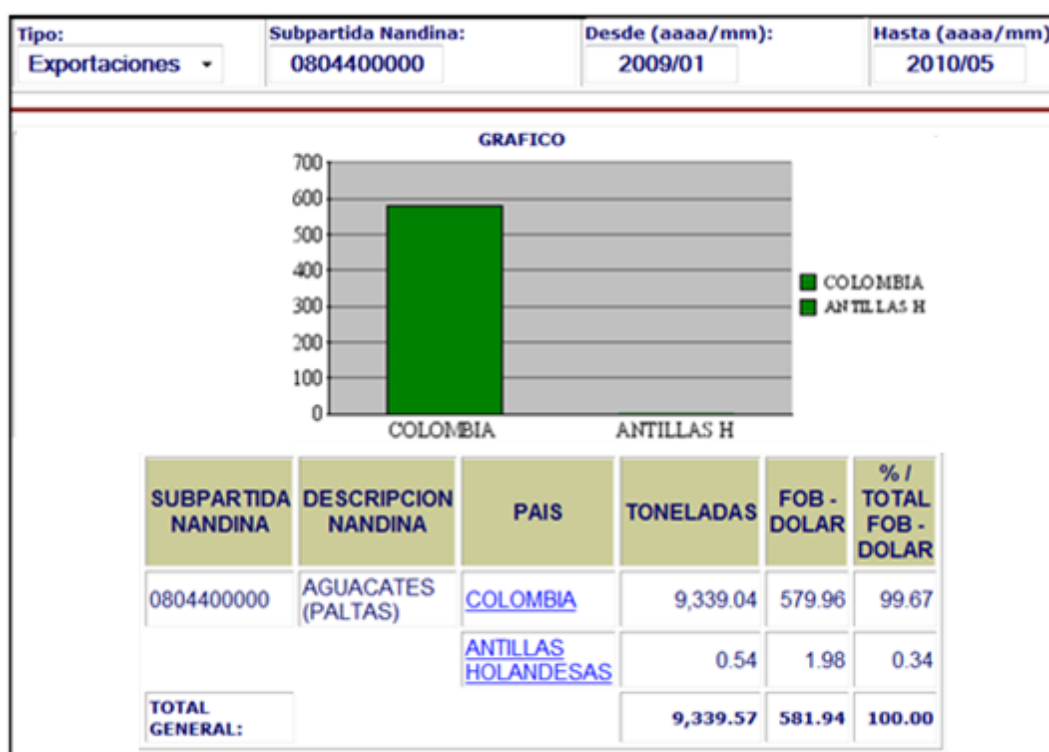 Tipo: Subpartida Nandina: Desde (aaaa/mm): Hasta (aaaa/mm)
Exportaciones 0804400000 2009/01 2010/05
GRAFICO
700
600
500
400
300
200
100
0
COLOMBIA ANTILLAS H
COLOMBIA
ANTILLAS H
SUBPARTIDA NANDINA DESCRIPCION NANDINA PAIS TONELADAS FOB - DOLAR % / TOTAL FOB - DOLAR
0804400000 AGUACATES (PALTAS) COLOMBIA 9,339.04 579.96 99.67
ANTILLAS HOLANDESAS 0.54 1.98 0.34
TOTAL GENERAL: 9,339.57 581.94 100.00